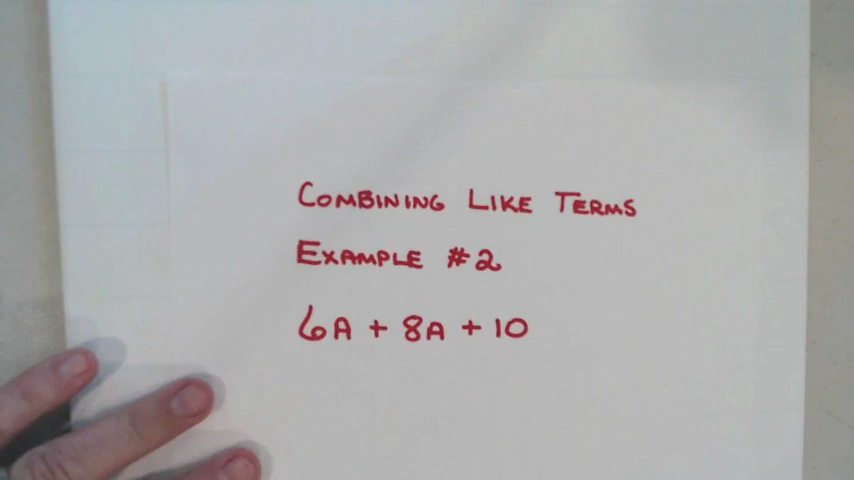 COMBINING LIKE TERMS
EXAMPLE #2
6A + 8A + 10